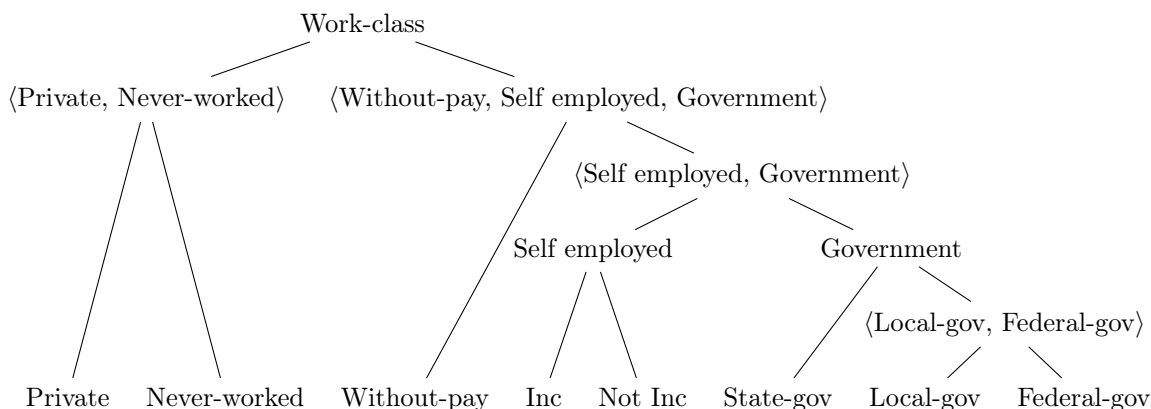 Work-class
⟨Private, Never-worked⟩ ⟨Without-pay, Self employed, Government⟩
⟨Self employed, Government⟩
Self employed Government
⟨Local-gov, Federal-gov⟩
Private Never-worked Without-pay Inc Not Inc State-gov Local-gov Federal-gov